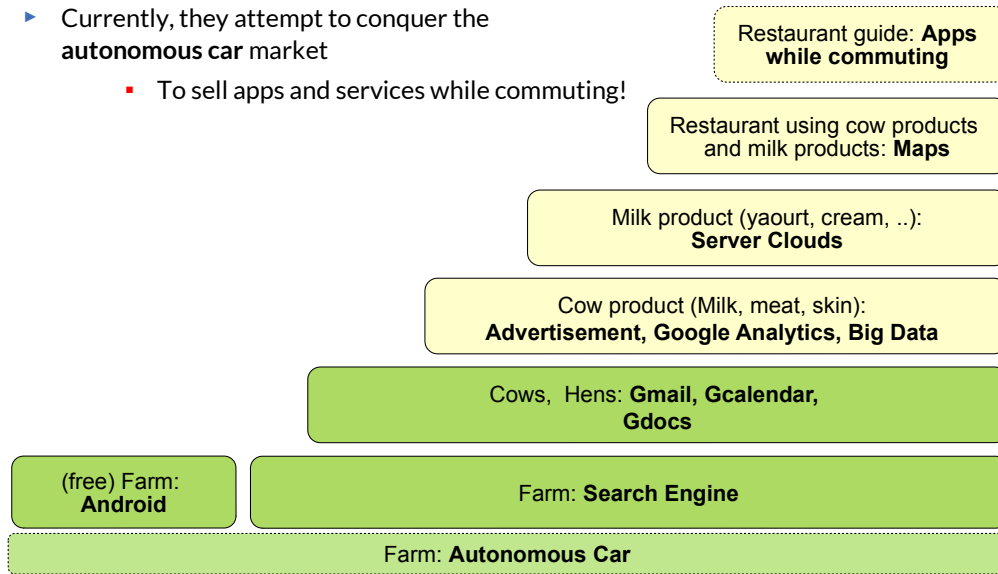 Currently, they attempt to conquer the
autonomous car market
To sell apps and services while commuting!
Restaurant guide: Apps
while commuting
Restaurant using cow products
and milk products: Maps
Milk product (yaourt, cream, ..):
Server Clouds
Cow product (Milk, meat, skin):
Advertisement, Google Analytics, Big Data
Cows, Hens: Gmail, Gcalendar,
Gdocs
(free) Farm:
Android
Farm: Search Engine
Farm: Autonomous Car